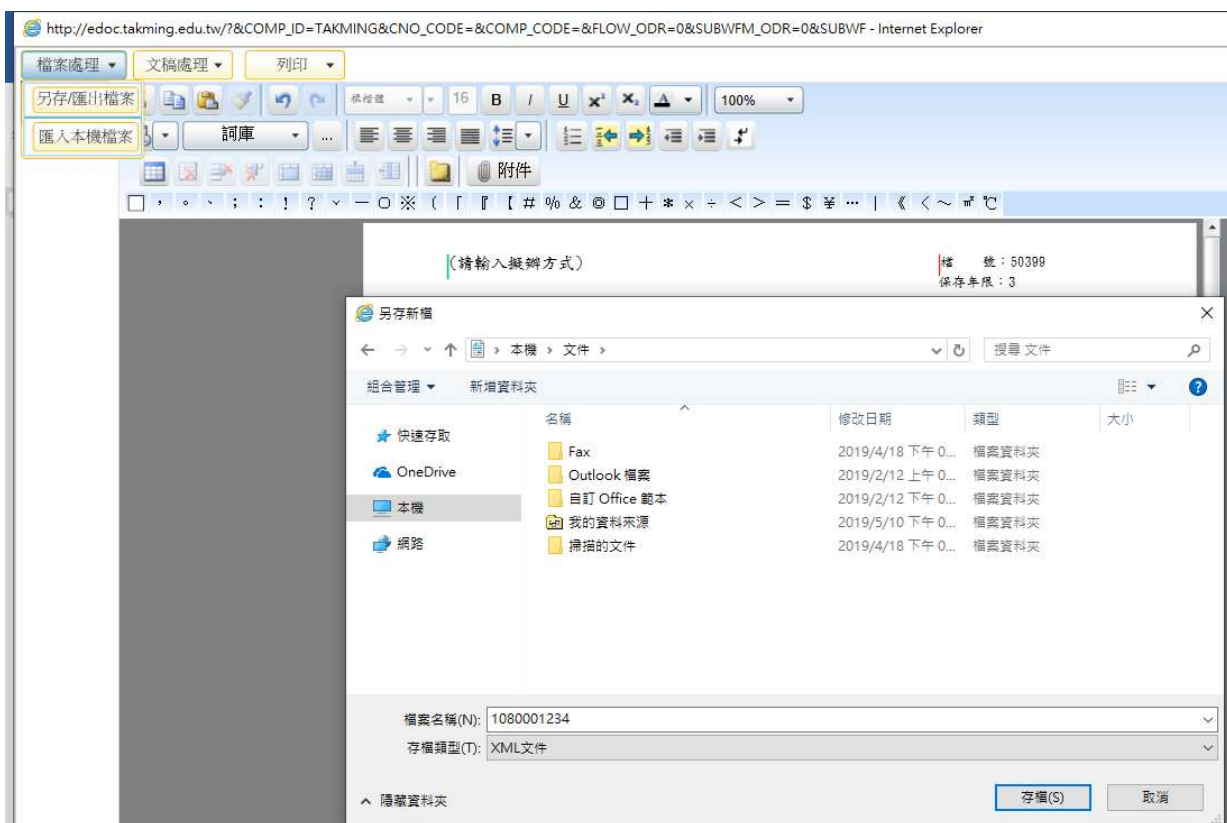 http://edoc.takming.edu.tw/?&COMP_ID=TAKMING&CNO_CODE=&COMP_CODE=&FLOW_ODR=0&SUBWFM_ODR=0&SUBWF - Internet Explorer
檔案處理 ▼ 文稿處理 ▼ 列印 ▼
另存/匯出檔案 標楷體 16 B I U x² X₂ A 100%
匯入本機檔案 詞庫 ...
附件
， 。 、 ； ： ！ ？ ˇ － ○ ※ （ 「 『 【 # % & ◎ □ ＋ * × ÷ < > = $ ¥ … | 《 〈 ～ ㎡ ℃
(請輸入擬辦方式) 檔 號：50399
保存年限：3
另存新檔
本機 › 文件 › 搜尋 文件
組合管理 ▼ 新增資料夾
名稱 修改日期 類型 大小
快速存取
Fax 2019/4/18 下午 0... 檔案資料夾
OneDrive
Outlook 檔案 2019/2/12 上午 0... 檔案資料夾
自訂 Office 範本 2019/2/12 下午 0... 檔案資料夾
本機
我的資料來源 2019/5/10 下午 0... 檔案資料夾
網路
掃描的文件 2019/4/18 下午 0... 檔案資料夾
檔案名稱(N): 1080001234
存檔類型(T): XML文件
隱藏資料夾 存檔(S) 取消